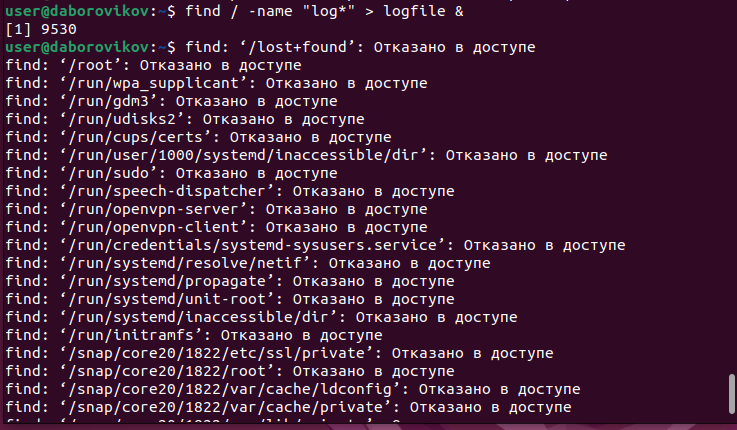 user@daborovikov:~$ find / -name "log*" > logfile &
[1] 9530
user@daborovikov:~$ find: ‘/lost+found’: Отказано в доступе
find: ‘/root’: Отказано в доступе
find: ‘/run/wpa_supplicant’: Отказано в доступе
find: ‘/run/gdm3’: Отказано в доступе
find: ‘/run/udisks2’: Отказано в доступе
find: ‘/run/cups/certs’: Отказано в доступе
find: ‘/run/user/1000/systemd/inaccessible/dir’: Отказано в доступе
find: ‘/run/sudo’: Отказано в доступе
find: ‘/run/speech-dispatcher’: Отказано в доступе
find: ‘/run/openvpn-server’: Отказано в доступе
find: ‘/run/openvpn-client’: Отказано в доступе
find: ‘/run/credentials/systemd-sysusers.service’: Отказано в доступе
find: ‘/run/systemd/resolve/netif’: Отказано в доступе
find: ‘/run/systemd/propagate’: Отказано в доступе
find: ‘/run/systemd/unit-root’: Отказано в доступе
find: ‘/run/systemd/inaccessible/dir’: Отказано в доступе
find: ‘/run/initramfs’: Отказано в доступе
find: ‘/snap/core20/1822/etc/ssl/private’: Отказано в доступе
find: ‘/snap/core20/1822/root’: Отказано в доступе
find: ‘/snap/core20/1822/var/cache/ldconfig’: Отказано в доступе
find: ‘/snap/core20/1822/var/cache/private’: Отказано в доступе
find: